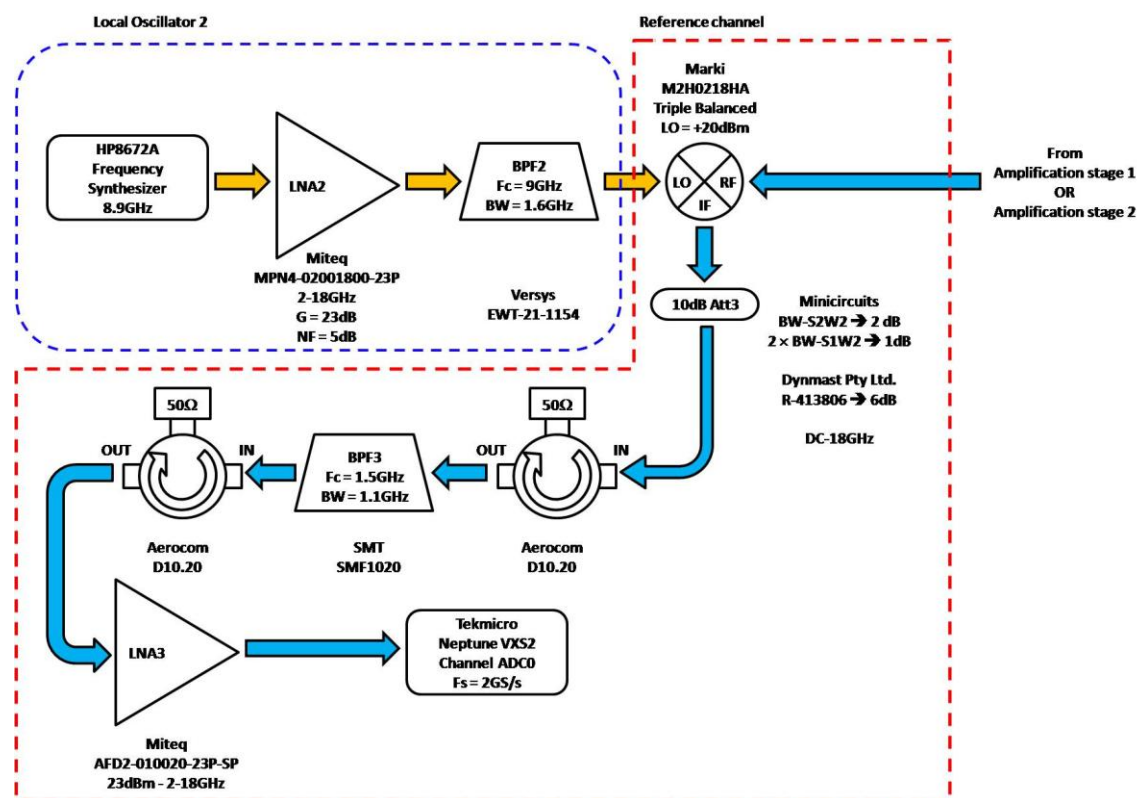 Local Oscillator 2
Reference channel
HP8672A
Frequency
Synthesizer
8.9GHz
LNA2
Miteq
MPN4-02001800-23P
2-18GHz
G = 23dB
NF = 5dB
BPF2
Fc = 9GHz
BW = 1.6GHz
Versys
EWT-21-1154
Marki
M2H0218HA
Triple Balanced
LO = +20dBm
LO
RF
IF
From
Amplification stage 1
OR
Amplification stage 2
10dB Att3
Minicircuits
BW-S2W2 → 2 dB
2 × BW-S1W2 → 1dB
Dynmast Pty Ltd.
R-413806 → 6dB
DC-18GHz
50Ω
OUT
IN
Aerocom
D10.20
BPF3
Fc = 1.5GHz
BW = 1.1GHz
SMT
SMF1020
50Ω
OUT
IN
Aerocom
D10.20
LNA3
Miteq
AFD2-010020-23P-SP
23dBm - 2-18GHz
Tekmicro
Neptune VXS2
Channel ADC0
Fs = 2GS/s